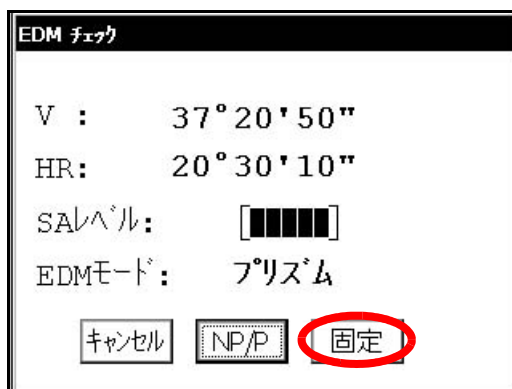 EDM ﾁｪｯｸ
V : 37°20'50"
HR: 20°30'10"
SAﾚﾍﾞﾙ: [█████]
EDMﾓｰﾄﾞ: ﾌﾟﾘｽﾞﾑ
ｷｬﾝｾﾙ NP/P 固定